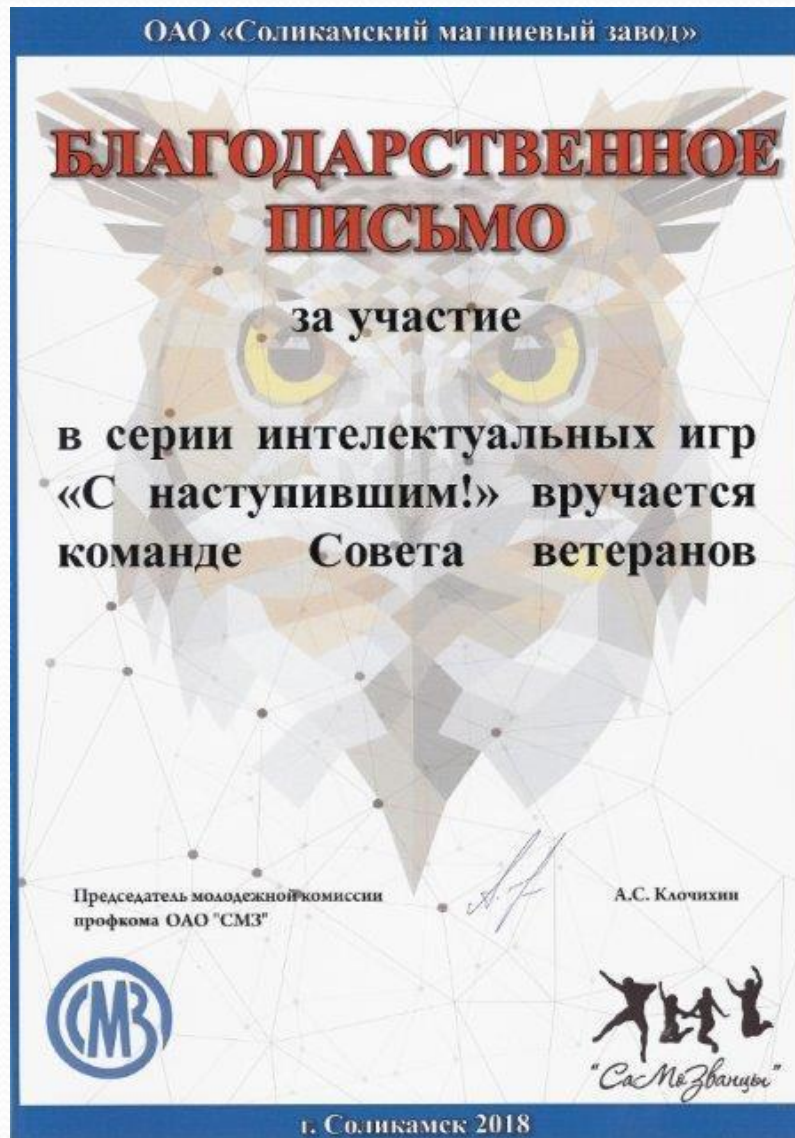 ОАО «Соликамский магниевый завод»
БЛАГОДАРСТВЕННОЕ
ПИСЬМО
за участие
в серии интелектуальных игр
«С наступившим!» вручается
команде Совета ветеранов
Председатель молодежной комиссии
профкома ОАО "СМЗ"
А.С. Клочихин
СМЗ
"СаМоЗванцы"
г. Соликамск 2018